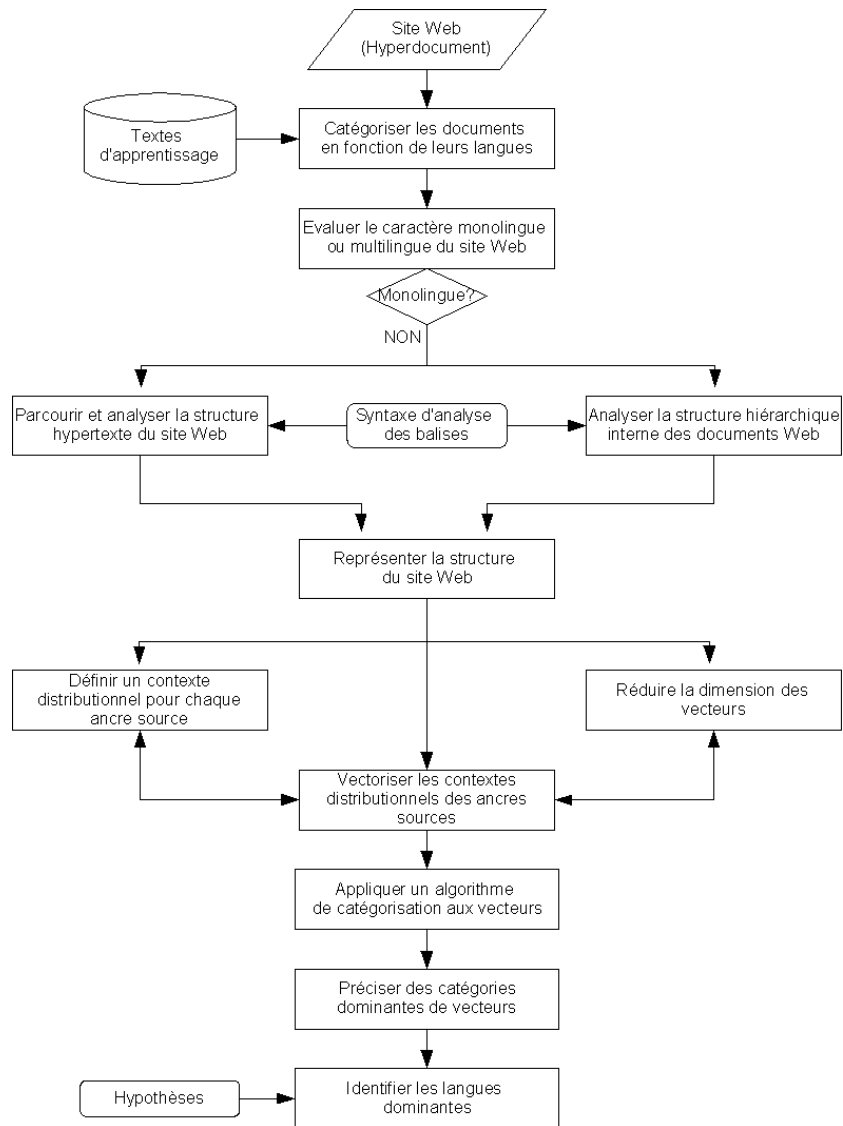 Site Web
(Hyperdocument)
Textes
d'apprentissage
Catégoriser les documents
en fonction de leurs langues
Evaluer le caractère monolingue
ou multilingue du site Web
Monolingue?
NON
Parcourir et analyser la structure
hypertexte du site Web
Syntaxe d'analyse
des balises
Analyser la structure hiérarchique
interne des documents Web
Représenter la structure
du site Web
Définir un contexte
distributionnel pour chaque
ancre source
Réduire la dimension des
vecteurs
Vectoriser les contextes
distributionnels des ancres
sources
Appliquer un algorithme
de catégorisation aux vecteurs
Préciser des catégories
dominantes de vecteurs
Hypothèses
Identifier les langues
dominantes